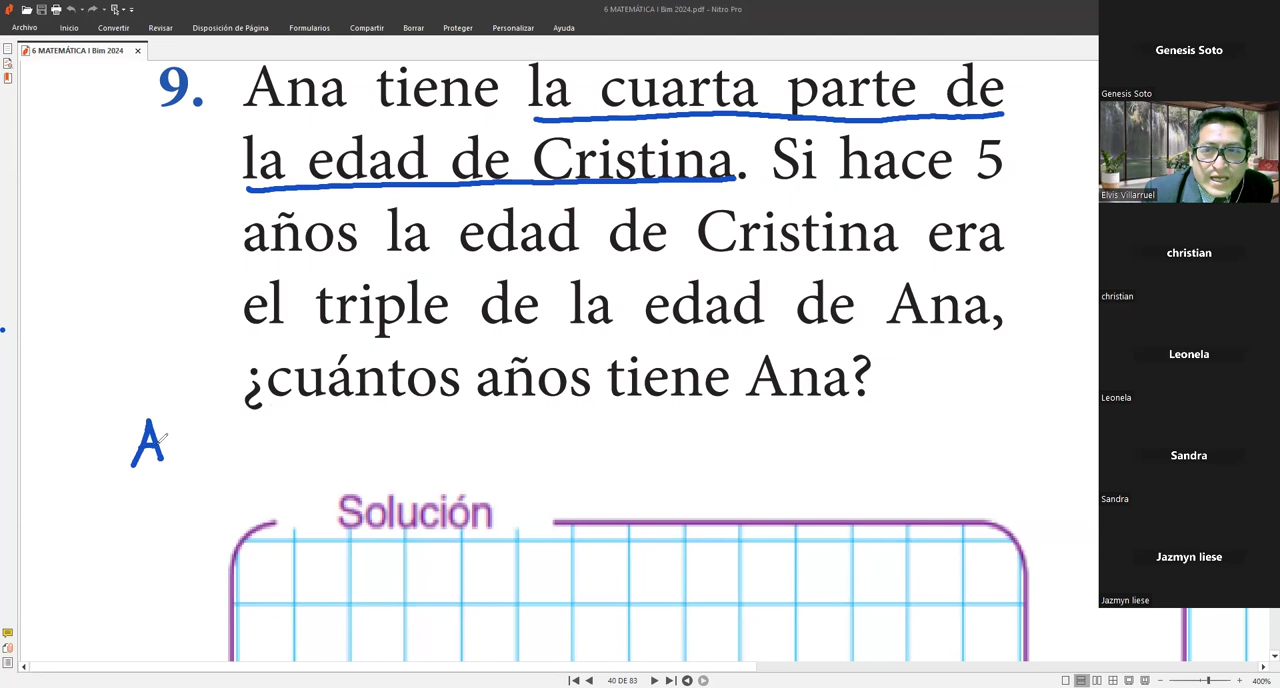 6 MATEMÁTICA I Bim 2024.pdf - Nitro Pro
Archivo Inicio Convertir Revisar Disposición de Página Formularios Compartir Borrar Proteger Personalizar Ayuda
6 MATEMÁTICA I Bim 2024
9. Ana tiene la cuarta parte de
la edad de Cristina. Si hace 5
años la edad de Cristina era
el triple de la edad de Ana,
¿cuántos años tiene Ana?
A
Solución
Genesis Soto
Genesis Soto
Elvis Villarruel
christian
christian
Leonela
Leonela
Sandra
Sandra
Jazmyn liese
Jazmyn liese
40 DE 83
400%